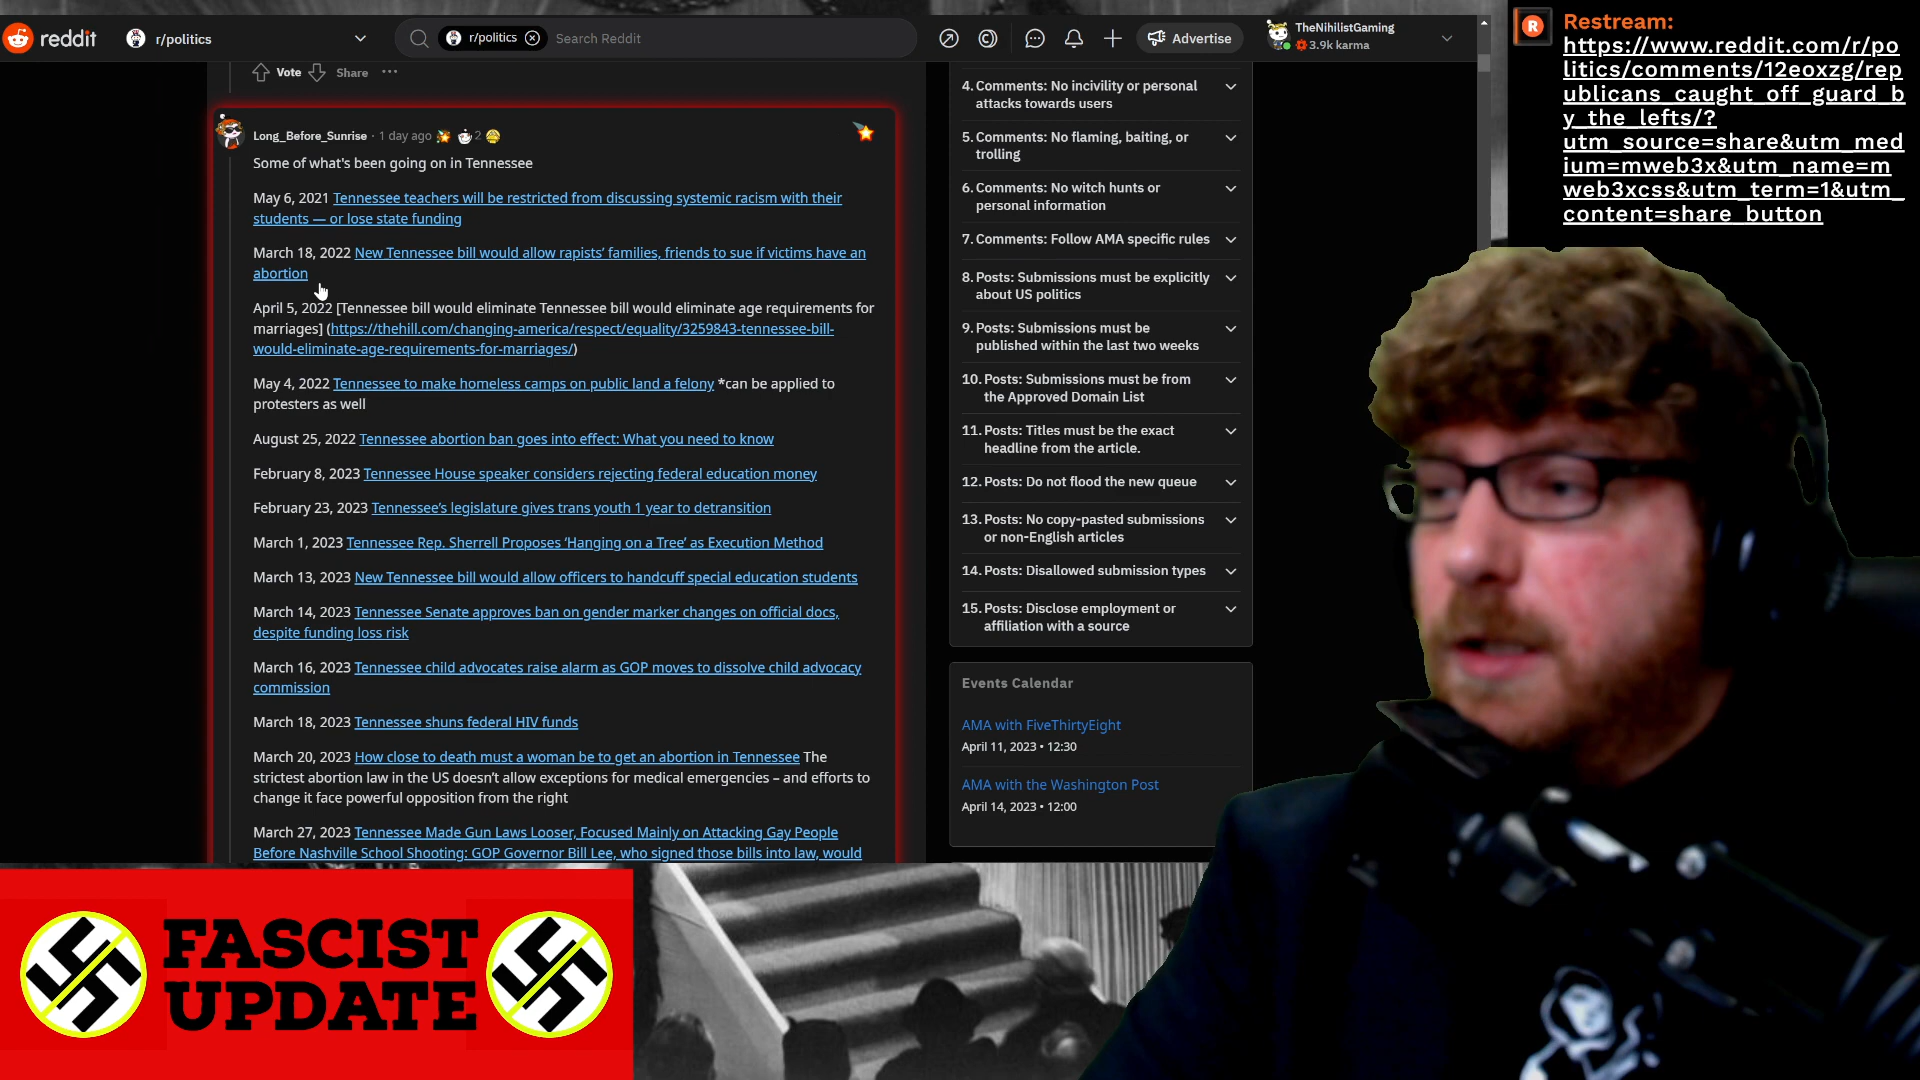 reddit
r/politics
r/politics
Search Reddit
Advertise
TheNihilistGaming
3.9k karma
Vote
Share
Long_Before_Sunrise · 1 day ago
2
Some of what's been going on in Tennessee
May 6, 2021 Tennessee teachers will be restricted from discussing systemic racism with their
students — or lose state funding
March 18, 2022 New Tennessee bill would allow rapists' families, friends to sue if victims have an
abortion
April 5, 2022 [Tennessee bill would eliminate Tennessee bill would eliminate age requirements for
marriages] (https://thehill.com/changing-america/respect/equality/3259843-tennessee-bill-
would-eliminate-age-requirements-for-marriages/)
May 4, 2022 Tennessee to make homeless camps on public land a felony *can be applied to
protesters as well
August 25, 2022 Tennessee abortion ban goes into effect: What you need to know
February 8, 2023 Tennessee House speaker considers rejecting federal education money
February 23, 2023 Tennessee's legislature gives trans youth 1 year to detransition
March 1, 2023 Tennessee Rep. Sherrell Proposes 'Hanging on a Tree' as Execution Method
March 13, 2023 New Tennessee bill would allow officers to handcuff special education students
March 14, 2023 Tennessee Senate approves ban on gender marker changes on official docs,
despite funding loss risk
March 16, 2023 Tennessee child advocates raise alarm as GOP moves to dissolve child advocacy
commission
March 18, 2023 Tennessee shuns federal HIV funds
March 20, 2023 How close to death must a woman be to get an abortion in Tennessee The
strictest abortion law in the US doesn't allow exceptions for medical emergencies – and efforts to
change it face powerful opposition from the right
March 27, 2023 Tennessee Made Gun Laws Looser, Focused Mainly on Attacking Gay People
Before Nashville School Shooting: GOP Governor Bill Lee, who signed those bills into law, would
4. Comments: No incivility or personal
attacks towards users
5. Comments: No flaming, baiting, or
trolling
6. Comments: No witch hunts or
personal information
7. Comments: Follow AMA specific rules
8. Posts: Submissions must be explicitly
about US politics
9. Posts: Submissions must be
published within the last two weeks
10. Posts: Submissions must be from
the Approved Domain List
11. Posts: Titles must be the exact
headline from the article.
12. Posts: Do not flood the new queue
13. Posts: No copy-pasted submissions
or non-English articles
14. Posts: Disallowed submission types
15. Posts: Disclose employment or
affiliation with a source
Events Calendar
AMA with FiveThirtyEight
April 11, 2023 • 12:30
AMA with the Washington Post
April 14, 2023 • 12:00
R
Restream:
https://www.reddit.com/r/po
litics/comments/12eoxzg/rep
ublicans_caught_off_guard_b
y_the_lefts/?
utm_source=share&utm_med
ium=mweb3x&utm_name=m
web3xcss&utm_term=1&utm_
content=share_button
FASCIST
UPDATE